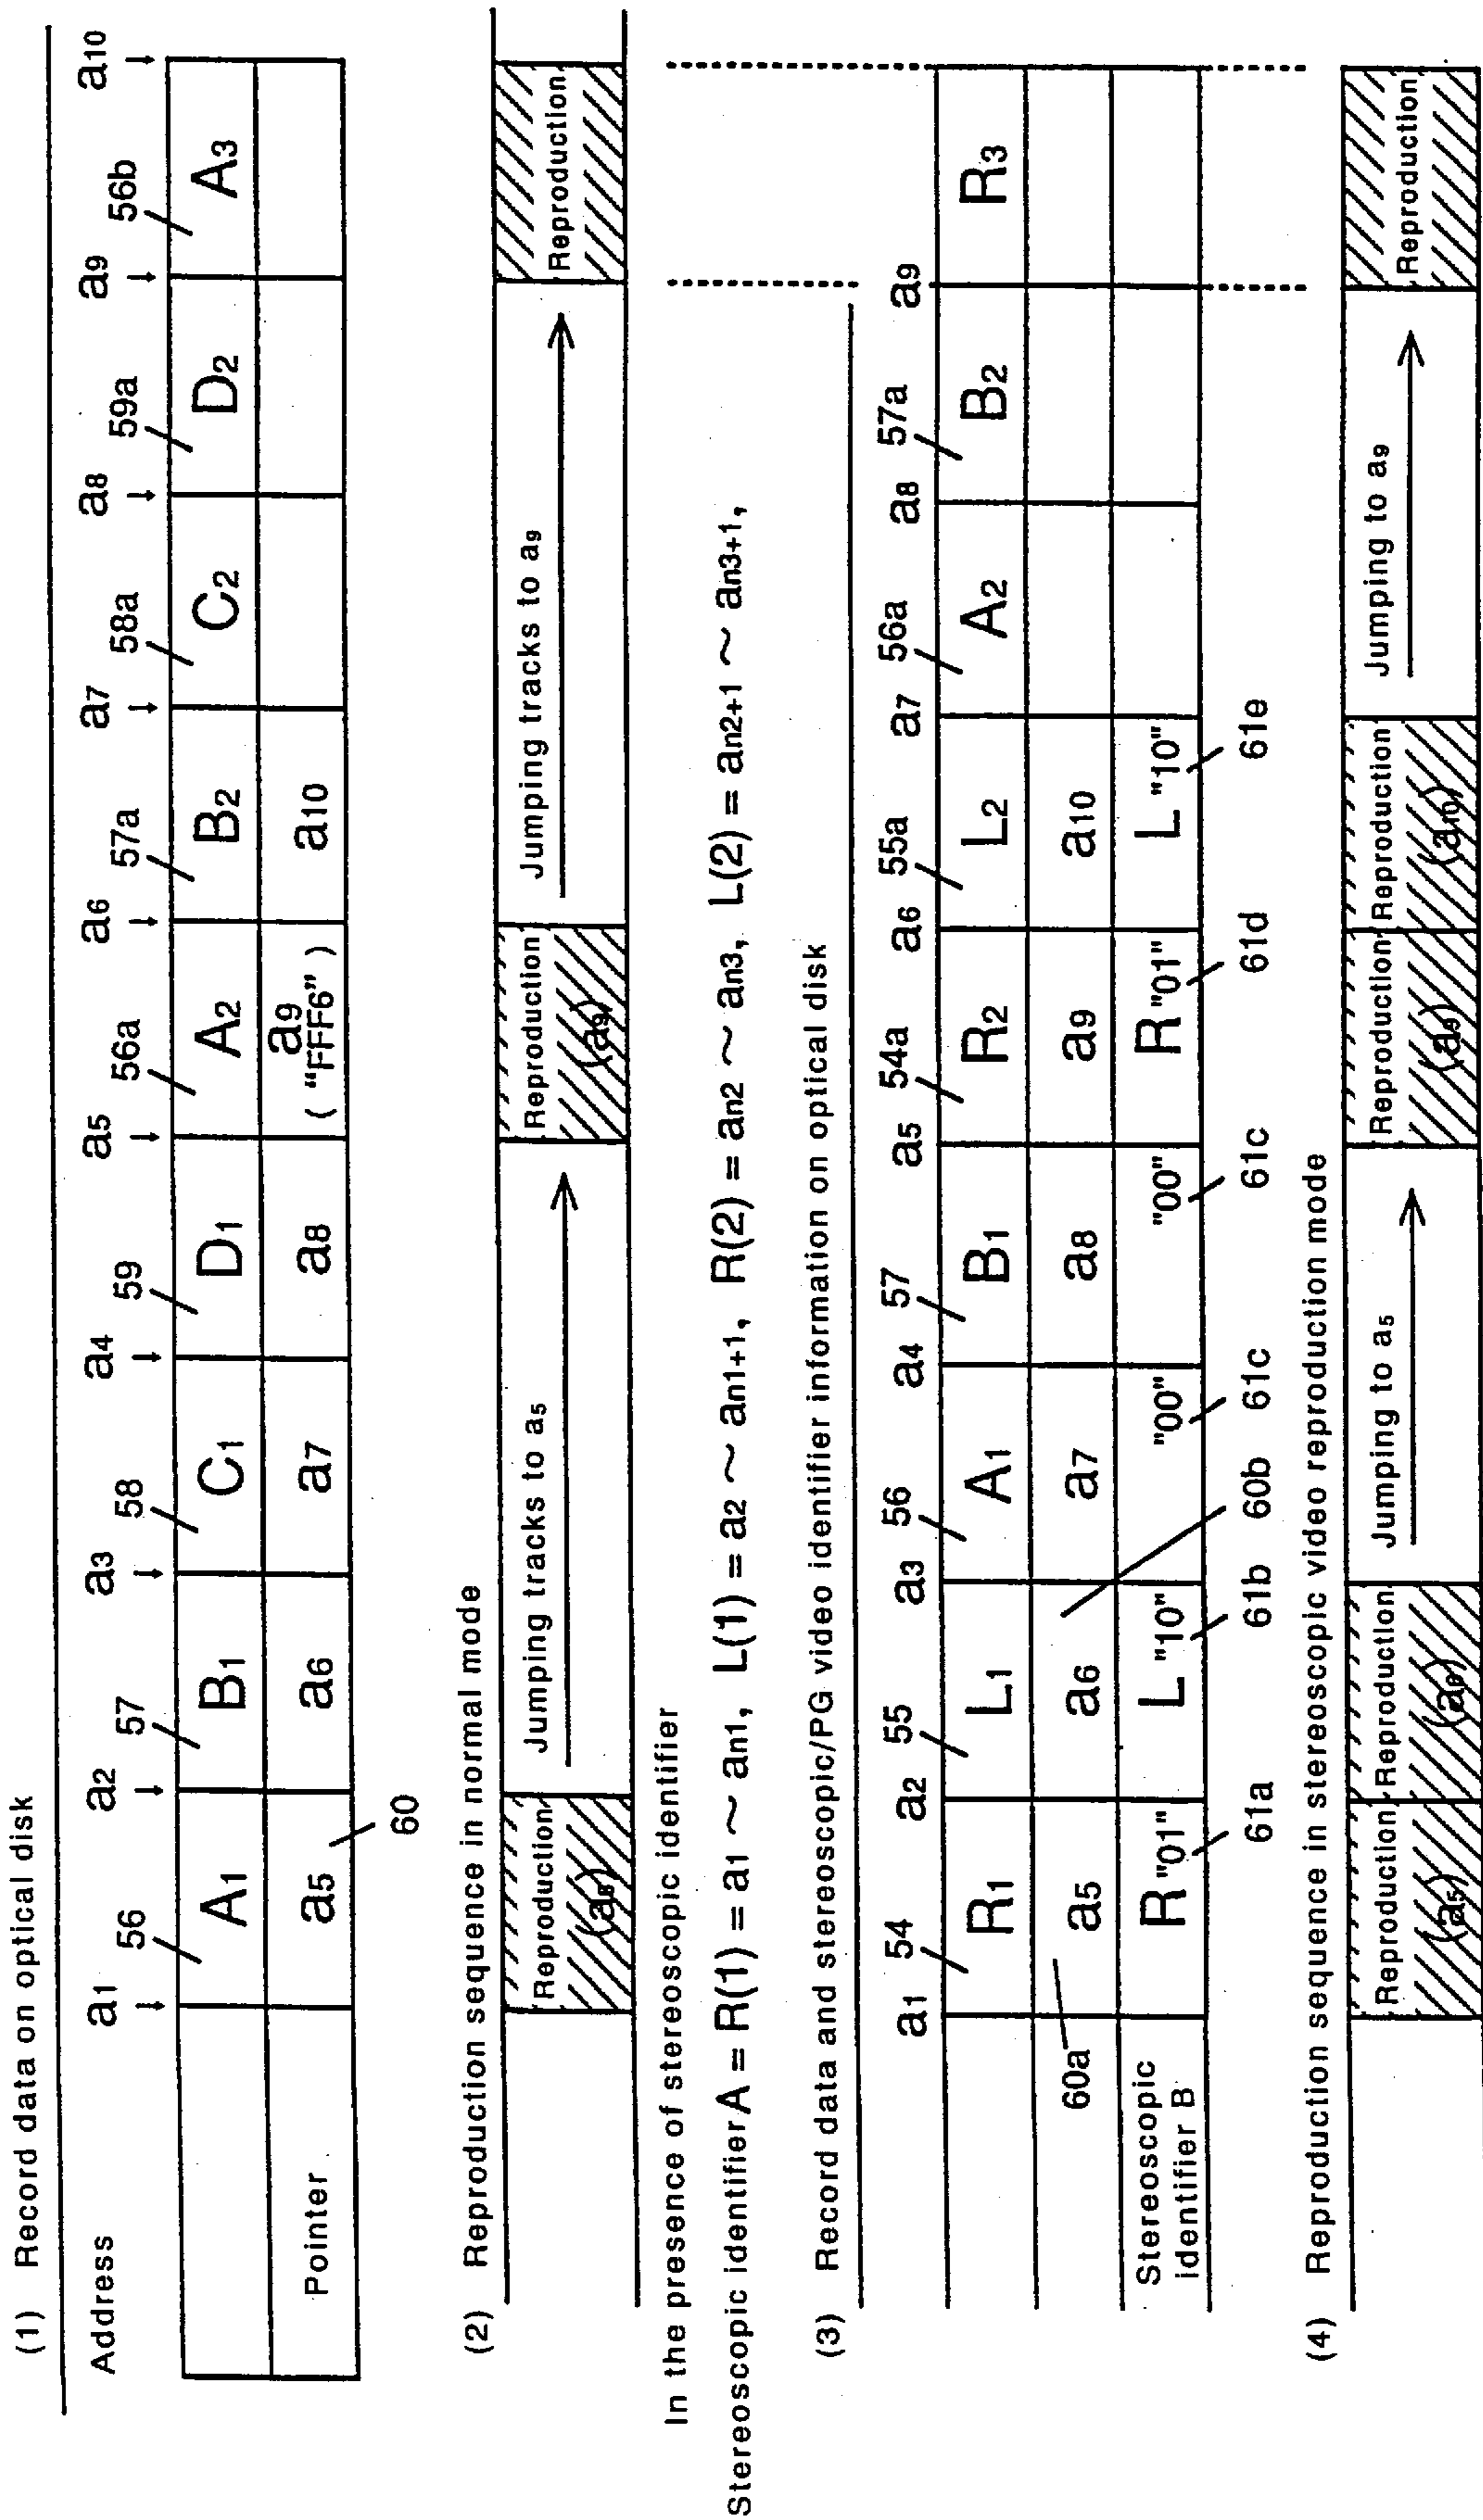 (1) Record data on optical disk
Address a1 a2 a3 a4 a5 a6 a7 a8 a9 a10
56 57 58 59 56a 57a 58a 59a 56b
A1 B1 C1 D1 A2 B2 C2 D2 A3
Pointer a5 a6 a7 a8 a9 ("FFF6") a10
60
(2) Reproduction sequence in normal mode
Reproduction (a5) Jumping tracks to a5 Reproduction (a9) Jumping tracks to a9 Reproduction
In the presence of stereoscopic identifier
Stereoscopic identifier A = R(1) = a1 ~ an1, L(1) = a2 ~ an1+1, R(2) = an2 ~ an3, L(2) = an2+1 ~ an3+1,
(3) Record data and stereoscopic/PG video identifier information on optical disk
a1 54 a2 55 a3 56 a4 57 a5 54a a6 55a a7 56a a8 57a a9
R1 L1 A1 B1 R2 L2 A2 B2 R3
60a a5 a6 a7 a8 a9 a10
Stereoscopic identifier B R "01" L "10" "00" "00" R "01" L "10"
61a 61b 60b 61c 61c 61d 61e
(4) Reproduction sequence in stereoscopic video reproduction mode
Reproduction (a5) Reproduction (a6) Jumping to a5 Reproduction (a9) Reproduction (a10) Jumping to a9 Reproduction